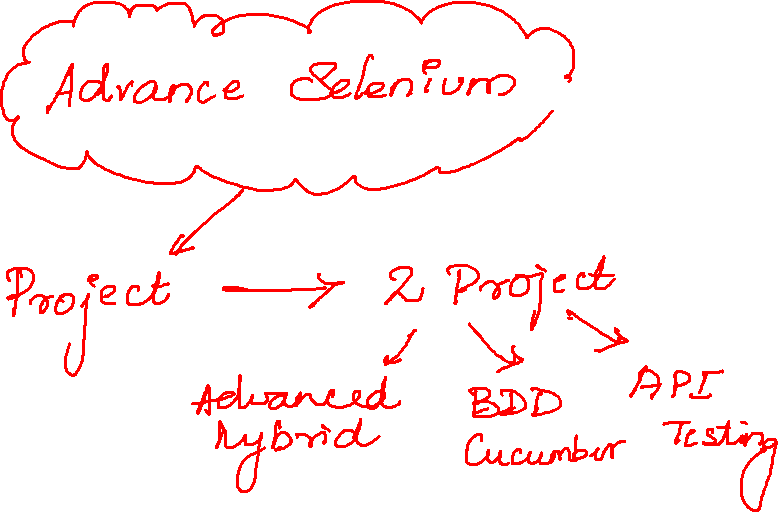 Advance Selenium
Project → 2 Project
Advanced
hybrid
BDD
Cucumber
API
Testing